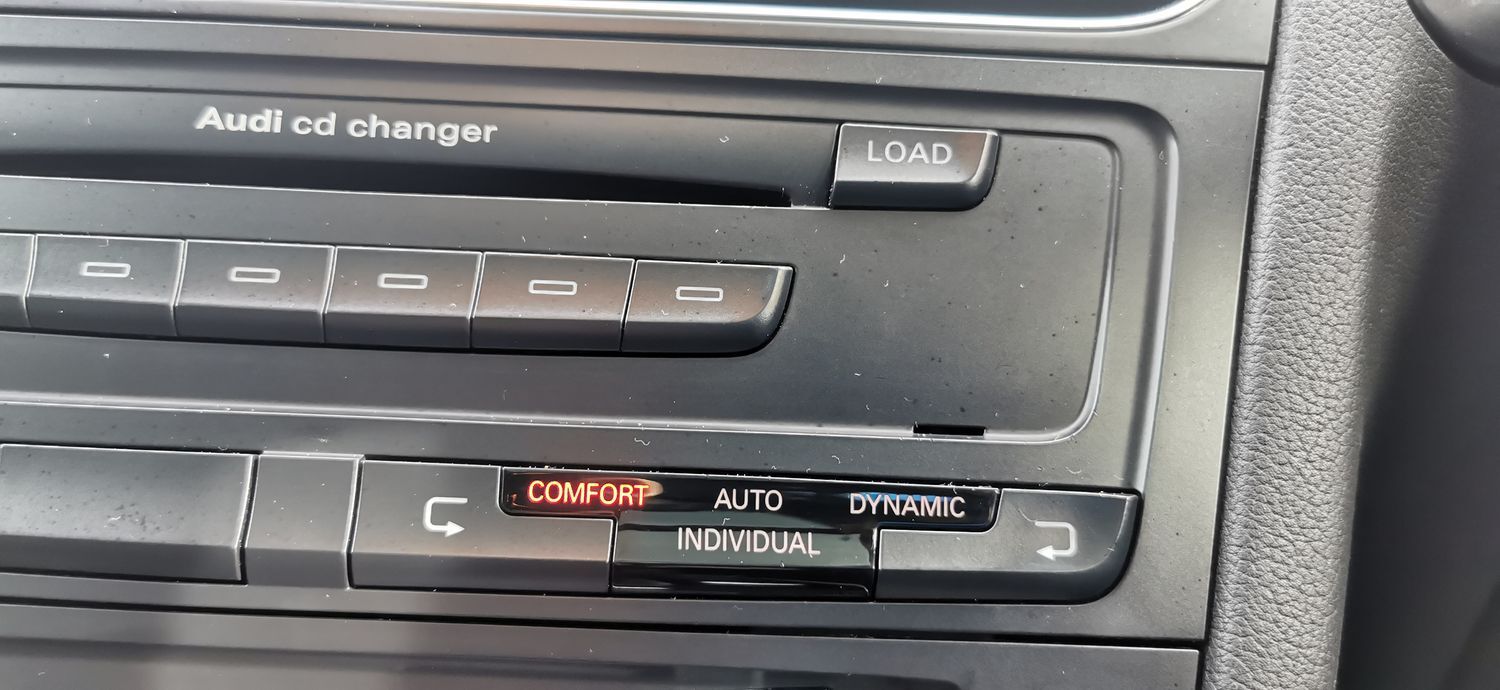 Audi cd changer
LOAD
COMFORT AUTO DYNAMIC
INDIVIDUAL